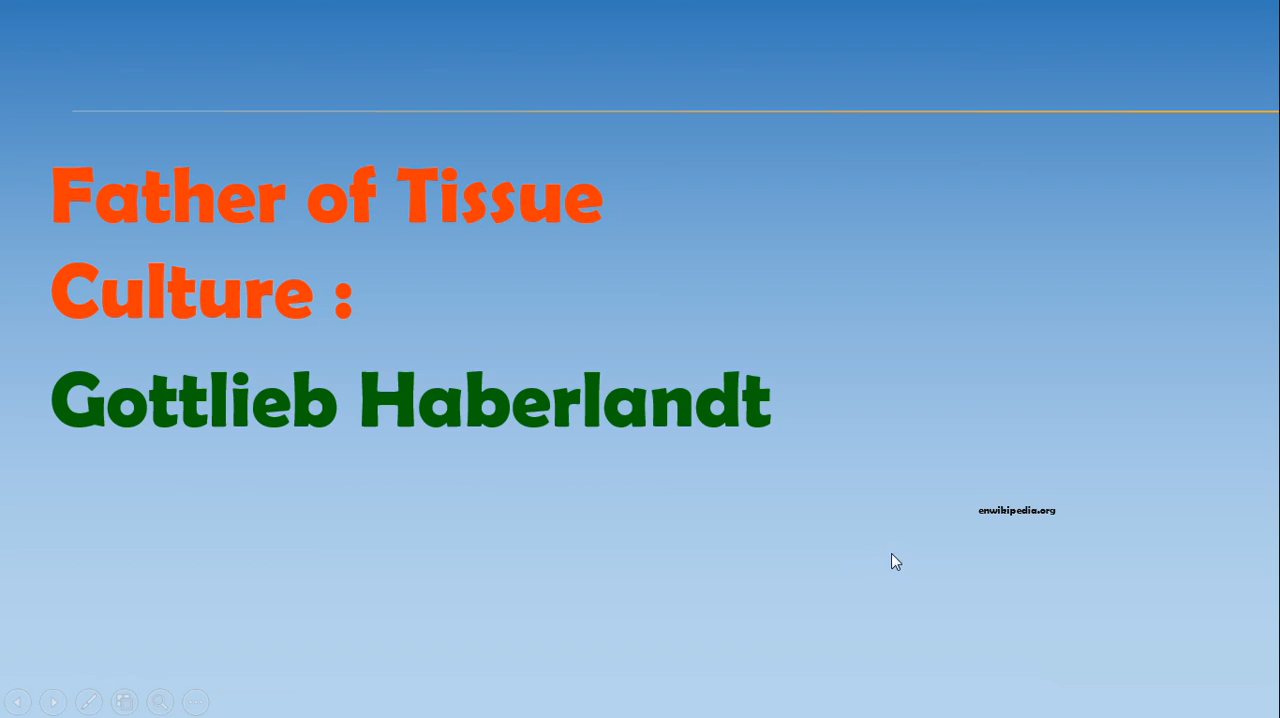 Father of Tissue
Culture :
Gottlieb Haberlandt
enwikipedia.org